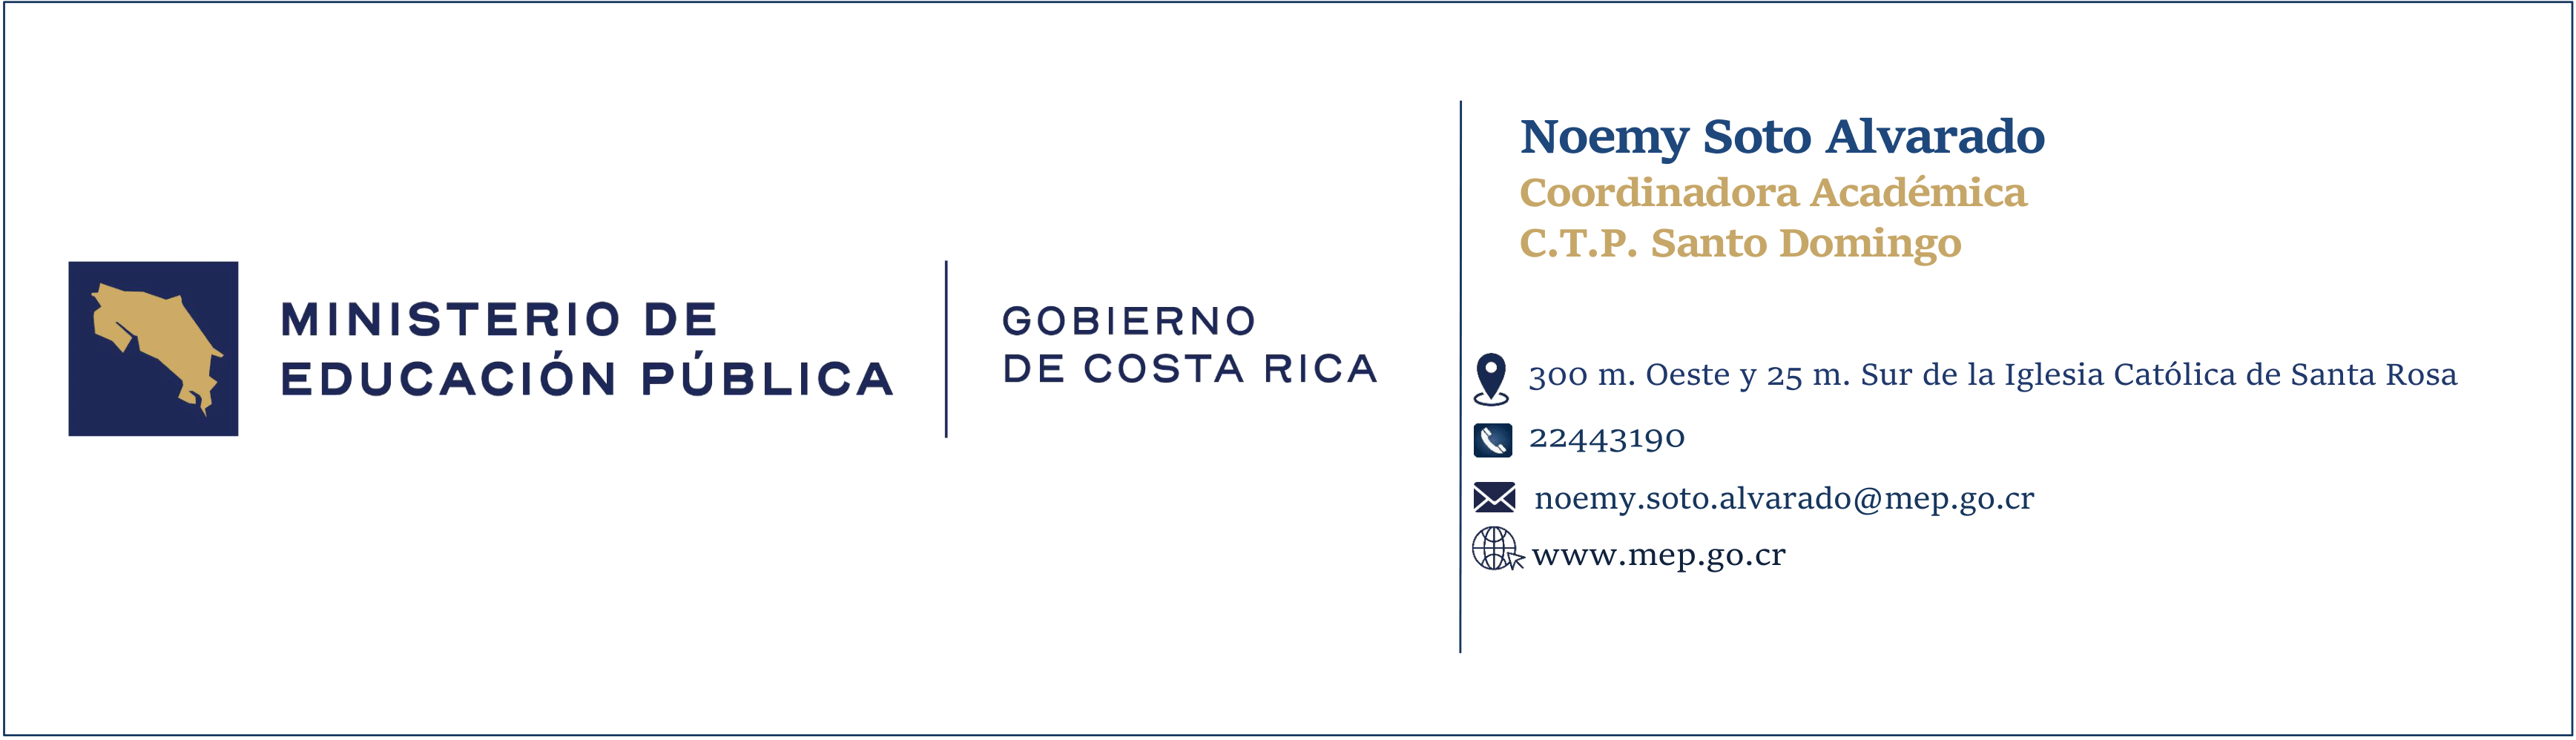 MINISTERIO DE
EDUCACIÓN PÚBLICA
GOBIERNO
DE COSTA RICA
Noemy Soto Alvarado
Coordinadora Académica
C.T.P. Santo Domingo
300 m. Oeste y 25 m. Sur de la Iglesia Católica de Santa Rosa
22443190
noemy.soto.alvarado@mep.go.cr
www.mep.go.cr